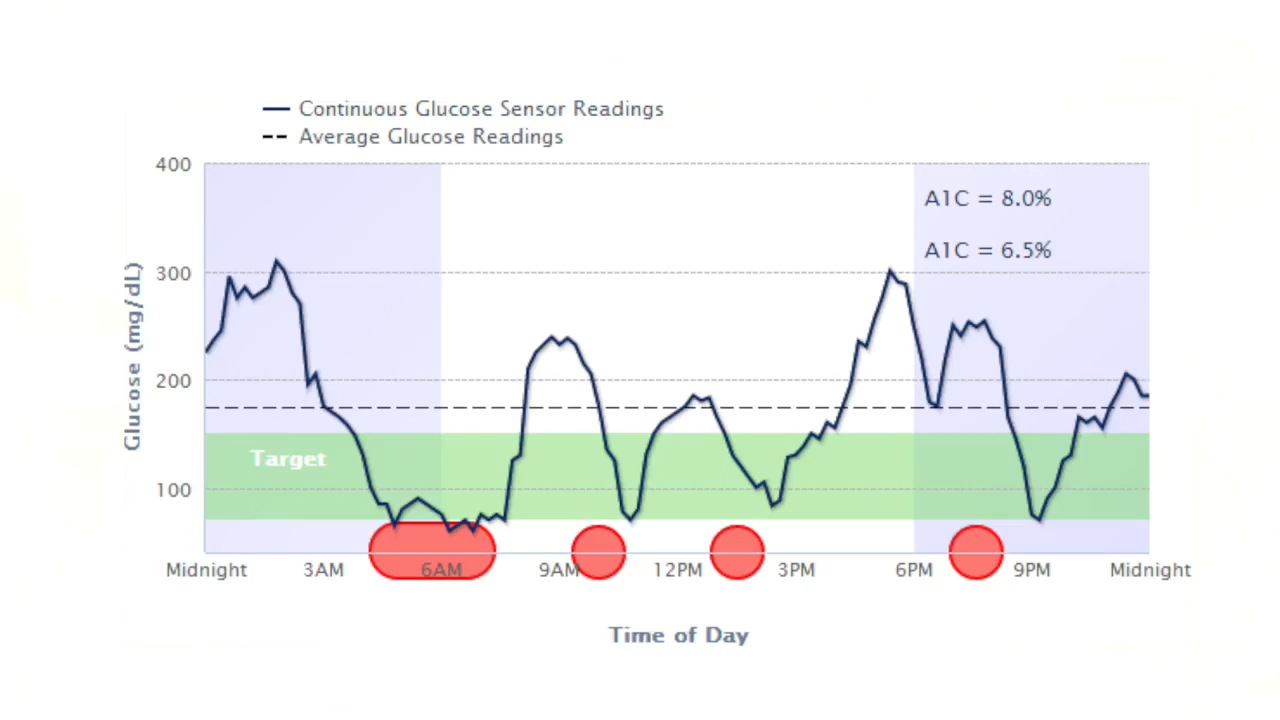 Continuous Glucose Sensor Readings
Average Glucose Readings
400
300
200
100
Glucose (mg/dL)
A1C = 8.0%
A1C = 6.5%
Target
Midnight 3AM 6AM 9AM 12PM 3PM 6PM 9PM Midnight
Time of Day